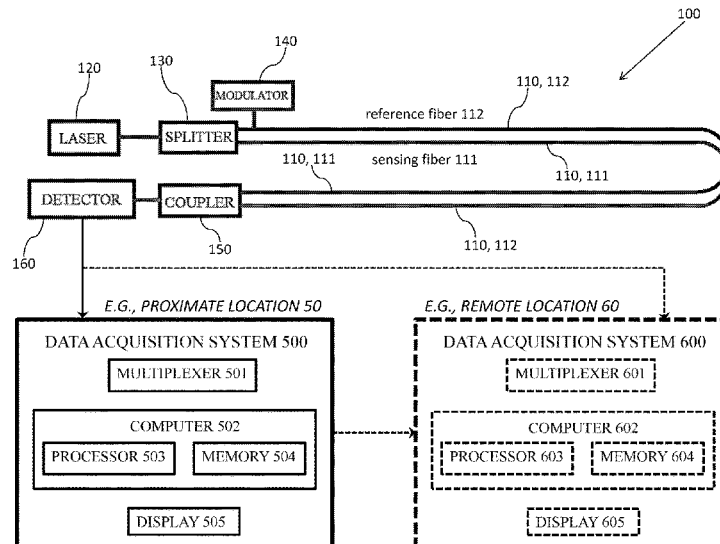 100
140
120
130
MODULATOR
reference fiber 112
110, 112
LASER
SPLITTER
sensing fiber 111
110, 111
110, 111
DETECTOR
COUPLER
150
110, 112
160
E.G., PROXIMATE LOCATION 50
E.G., REMOTE LOCATION 60
DATA ACQUISITION SYSTEM 500
DATA ACQUISITION SYSTEM 600
MULTIPLEXER 501
MULTIPLEXER 601
COMPUTER 502
COMPUTER 602
PROCESSOR 503
MEMORY 504
PROCESSOR 603
MEMORY 604
DISPLAY 505
DISPLAY 605